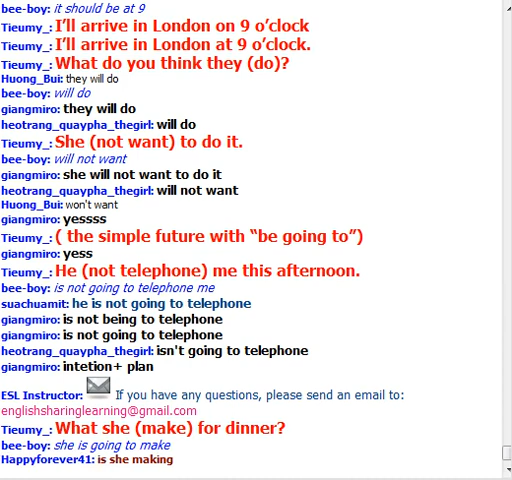 bee-boy: it should be at 9
Tieumy_: I'll arrive in London on 9 o'clock
Tieumy_: I'll arrive in London at 9 o'clock.
Tieumy_: What do you think they (do)?
Huong_Bui: they will do
bee-boy: will do
giangmiro: they will do
heotrang_quaypha_thegirl: will do
Tieumy_: She (not want) to do it.
bee-boy: will not want
giangmiro: she will not want to do it
heotrang_quaypha_thegirl: will not want
Huong_Bui: won't want
giangmiro: yessss
Tieumy_: ( the simple future with “be going to”)
giangmiro: yess
Tieumy_: He (not telephone) me this afternoon.
bee-boy: is not going to telephone me
suachuamit: he is not going to telephone
giangmiro: is not being to telephone
giangmiro: is not going to telephone
heotrang_quaypha_thegirl: isn't going to telephone
giangmiro: intetion+ plan
ESL Instructor: If you have any questions, please send an email to:
englishsharinglearning@gmail.com
Tieumy_: What she (make) for dinner?
bee-boy: she is going to make
Happyforever41: is she making